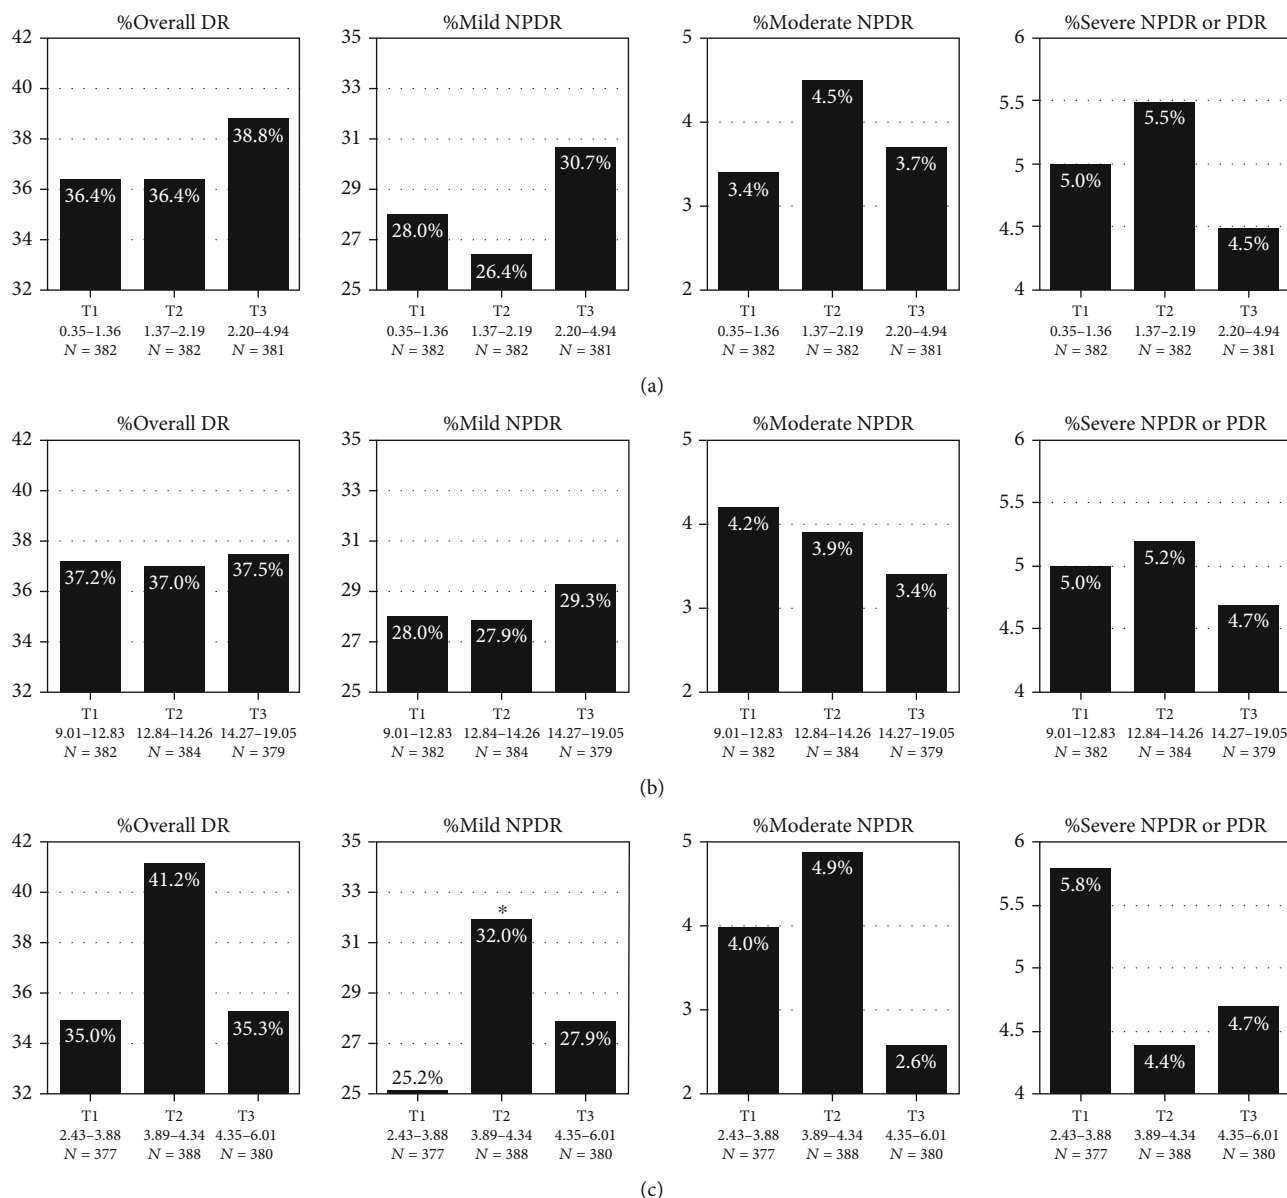 %Overall DR
42
40
38
36
34
32
36.4%
36.4%
38.8%
T1
T2
T3
0.35–1.36
1.37–2.19
2.20–4.94
N = 382
N = 382
N = 381
%Mild NPDR
35
33
31
29
27
25
28.0%
26.4%
30.7%
T1
T2
T3
0.35–1.36
1.37–2.19
2.20–4.94
N = 382
N = 382
N = 381
%Moderate NPDR
5
4
3
2
3.4%
4.5%
3.7%
T1
T2
T3
0.35–1.36
1.37–2.19
2.20–4.94
N = 382
N = 382
N = 381
%Severe NPDR or PDR
6
5.5
5
4.5
4
5.0%
5.5%
4.5%
T1
T2
T3
0.35–1.36
1.37–2.19
2.20–4.94
N = 382
N = 382
N = 381
(a)
%Overall DR
42
40
38
36
34
32
37.2%
37.0%
37.5%
T1
T2
T3
9.01–12.83
12.84–14.26
14.27–19.05
N = 382
N = 384
N = 379
%Mild NPDR
35
33
31
29
27
25
28.0%
27.9%
29.3%
T1
T2
T3
9.01–12.83
12.84–14.26
14.27–19.05
N = 382
N = 384
N = 379
%Moderate NPDR
5
4
3
2
4.2%
3.9%
3.4%
T1
T2
T3
9.01–12.83
12.84–14.26
14.27–19.05
N = 382
N = 384
N = 379
%Severe NPDR or PDR
6
5.5
5
4.5
4
5.0%
5.2%
4.7%
T1
T2
T3
9.01–12.83
12.84–14.26
14.27–19.05
N = 382
N = 384
N = 379
(b)
%Overall DR
42
40
38
36
34
32
35.0%
41.2%
35.3%
T1
T2
T3
2.43–3.88
3.89–4.34
4.35–6.01
N = 377
N = 388
N = 380
%Mild NPDR
35
33
31
29
27
25
25.2%
*
32.0%
27.9%
T1
T2
T3
2.43–3.88
3.89–4.34
4.35–6.01
N = 377
N = 388
N = 380
%Moderate NPDR
5
4
3
2
4.0%
4.9%
2.6%
T1
T2
T3
2.43–3.88
3.89–4.34
4.35–6.01
N = 377
N = 388
N = 380
%Severe NPDR or PDR
6
5.5
5
4.5
4
5.8%
4.4%
4.7%
T1
T2
T3
2.43–3.88
3.89–4.34
4.35–6.01
N = 377
N = 388
N = 380
(c)